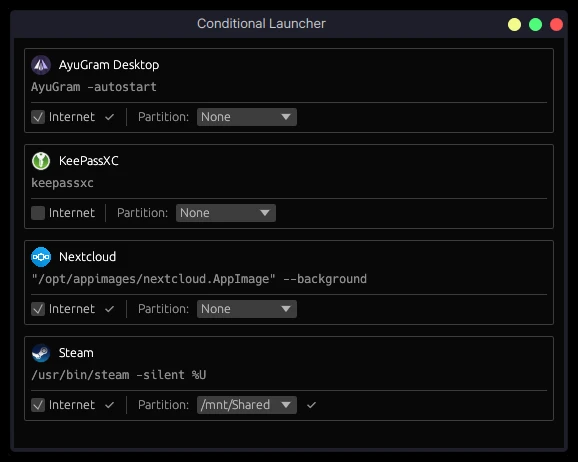 Conditional Launcher
AyuGram Desktop
AyuGram -autostart
Internet Partition: None
KeePassXC
keepassxc
Internet Partition: None
Nextcloud
"/opt/appimages/nextcloud.AppImage" --background
Internet Partition: None
Steam
/usr/bin/steam -silent %U
Internet Partition: /mnt/Shared